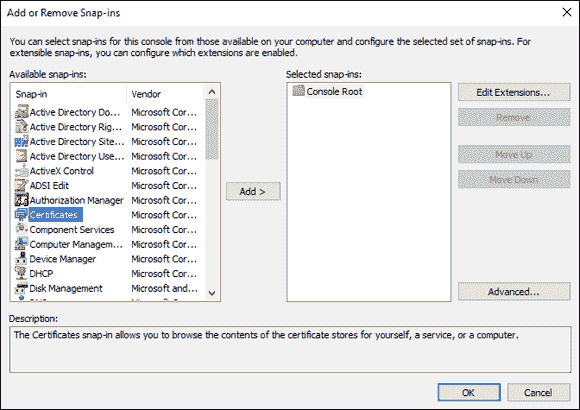 Add or Remove Snap-ins
You can select snap-ins for this console from those available on your computer and configure the selected set of snap-ins. For
extensible snap-ins, you can configure which extensions are enabled.
Available snap-ins:
Selected snap-ins:
Snap-in Vendor
Active Directory Do... Microsoft Cor...
Active Directory Rig... Microsoft Cor...
Active Directory Site... Microsoft Cor...
Active Directory Use... Microsoft Cor...
ActiveX Control Microsoft Cor...
ADSI Edit Microsoft Cor...
Authorization Manager Microsoft Cor...
Certificates Microsoft Cor...
Component Services Microsoft Cor...
Computer Managem... Microsoft Cor...
Device Manager Microsoft Cor...
DHCP Microsoft Cor...
Disk Management Microsoft and...
Add >
Console Root
Edit Extensions...
Remove
Move Up
Move Down
Advanced...
Description:
The Certificates snap-in allows you to browse the contents of the certificate stores for yourself, a service, or a computer.
OK
Cancel